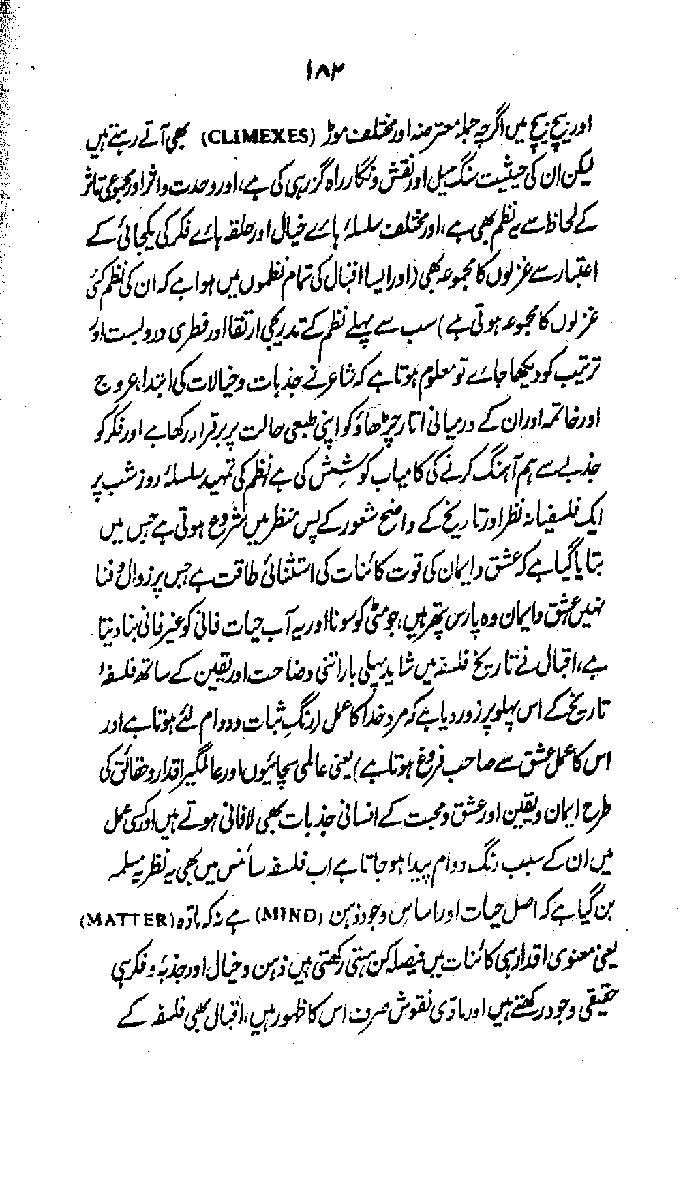 ۱۸۲
اور بیچ بیچ میں اگرچہ جملہ معترضہ اور مختلف موڑ (CLIMEXES) بھی آتے رہتے ہیں
لیکن ان کی حیثیت سنگ میل اور نقش و نگار راہ گزر ہی کی ہے، اور وحدت و اثر اور مجموعی تاثر
کے لحاظ سے یہ نظم بھی ہے، اور مختلف سلسلۂ ہائے خیال اور حلقہ ہائے فکر کی یکجائی کے
اعتبار سے غزلوں کا مجموعہ بھی (اور ایسا اقبال کی تمام نظموں میں ہوا ہے کہ ان کی نظم کئی
غزلوں کا مجموعہ ہوتی ہے) سب سے پہلے نظم کے تدریجی ارتقا اور فطری در و بست اور
ترتیب کو دیکھا جائے تو معلوم ہوتا ہے کہ شاعر نے جذبات و خیالات کی ابتدا، عروج
اور خاتمہ اور ان کے درمیانی اتار چڑھاؤ کو اپنی طبعی حالت پر برقرار رکھا ہے اور فکر کو
جذبے سے ہم آہنگ کرنے کی کامیاب کوشش کی ہے نظم کی تمہید سلسلۂ روز شب پر
ایک فلسفیانہ نظر اور تاریخ کے واضح شعور کے پس منظر میں شروع ہوتی ہے جس میں
بتایا گیا ہے کہ عشق و ایمان کی قوت کائنات کی استثنائی طاقت ہے جس پر زوال و فنا
نہیں عشق و ایمان وہ پارس پتھر ہیں، جو مٹی کو سونا اور یہ آب حیات فانی کو غیر فانی بنا دیتا
ہے، اقبال نے تاریخ فلسفہ میں شاید پہلی بار اتنی وضاحت اور یقین کے ساتھ فلسفۂ
تاریخ کے اس پہلو پر زور دیا ہے کہ مرد خدا کا عمل (رنگِ ثبات و دوام لئے ہوتا ہے اور
اس کا عمل عشق سے صاحب فروغ ہوتا ہے) یعنی عالمی سچائیوں اور عالمگیر اقدار و حقائق کی
طرح ایمان و یقین اور عشق و محبت کے انسانی جذبات بھی لافانی ہوتے ہیں اور کسی عمل
میں ان کے سبب رنگ دوام پیدا ہو جاتا ہے اب فلسفہ سائنس میں بھی یہ نظریہ مسلمہ
بن گیا ہے کہ اصل حیات اور اساس وجود ذہن (MIND) ہے نہ کہ مادہ (MATTER)
یعنی معنوی اقدار ہی کائنات میں فیصلہ کن ہستی رکھتی ہیں ذہن و خیال اور جذبہ و فکر ہی
حقیقی وجود رکھتے ہیں اور مادی نقوش صرف اس کا ظہور ہیں، اقبال بھی فلسفہ کے